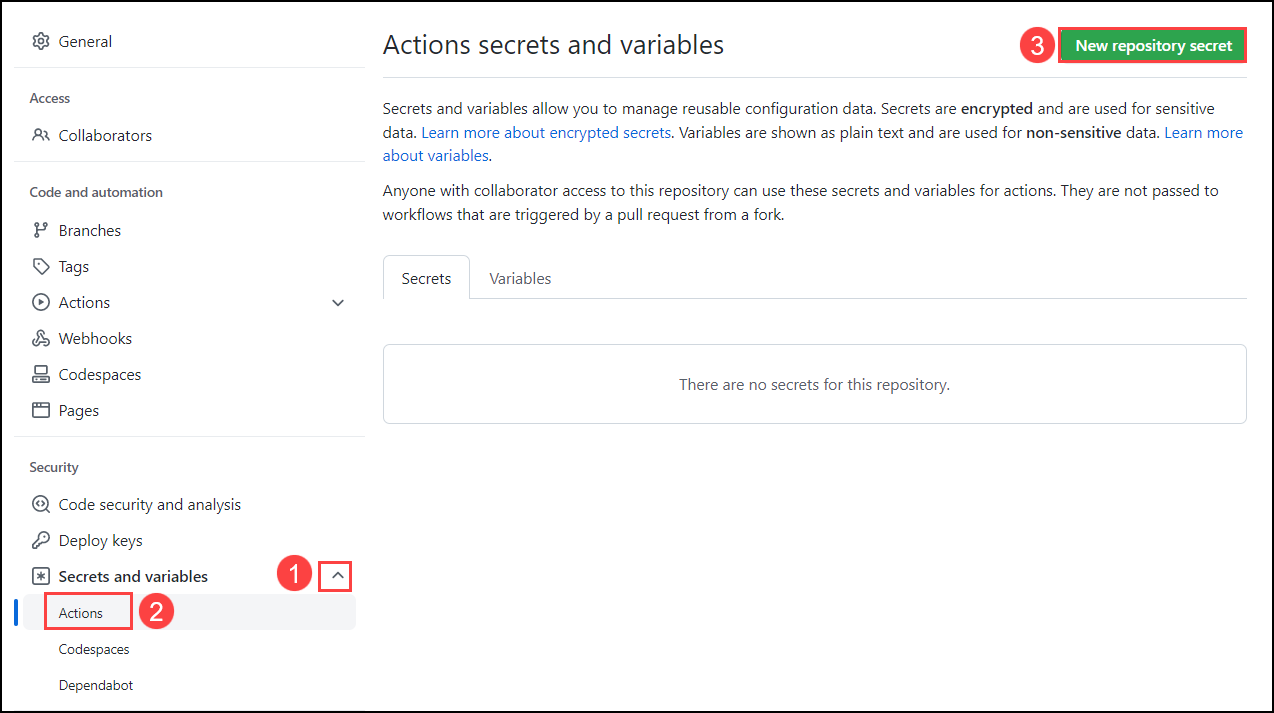 General
Access
Collaborators
Code and automation
Branches
Tags
Actions
Webhooks
Codespaces
Pages
Security
Code security and analysis
Deploy keys
Secrets and variables
1
Actions
2
Codespaces
Dependabot
Actions secrets and variables
3
New repository secret
Secrets and variables allow you to manage reusable configuration data. Secrets are encrypted and are used for sensitive
data. Learn more about encrypted secrets. Variables are shown as plain text and are used for non-sensitive data. Learn more
about variables.
Anyone with collaborator access to this repository can use these secrets and variables for actions. They are not passed to
workflows that are triggered by a pull request from a fork.
Secrets
Variables
There are no secrets for this repository.